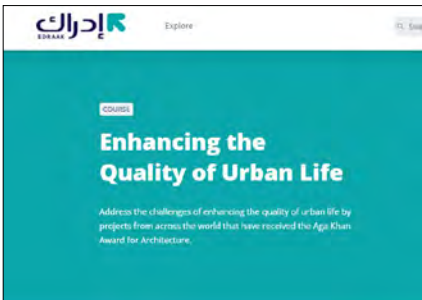 إدراك
EDRAAK
Explore
COURSE
Enhancing the
Quality of Urban Life
Address the challenges of enhancing the quality of urban life by
projects from across the world that have received the Aga Khan
Award for Architecture.